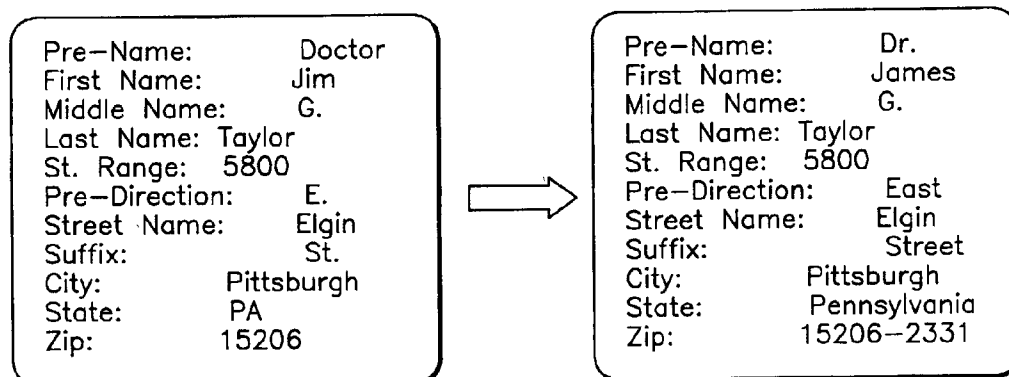 Pre-Name: Doctor
First Name: Jim
Middle Name: G.
Last Name: Taylor
St. Range: 5800
Pre-Direction: E.
Street Name: Elgin
Suffix: St.
City: Pittsburgh
State: PA
Zip: 15206
Pre-Name: Dr.
First Name: James
Middle Name: G.
Last Name: Taylor
St. Range: 5800
Pre-Direction: East
Street Name: Elgin
Suffix: Street
City: Pittsburgh
State: Pennsylvania
Zip: 15206-2331